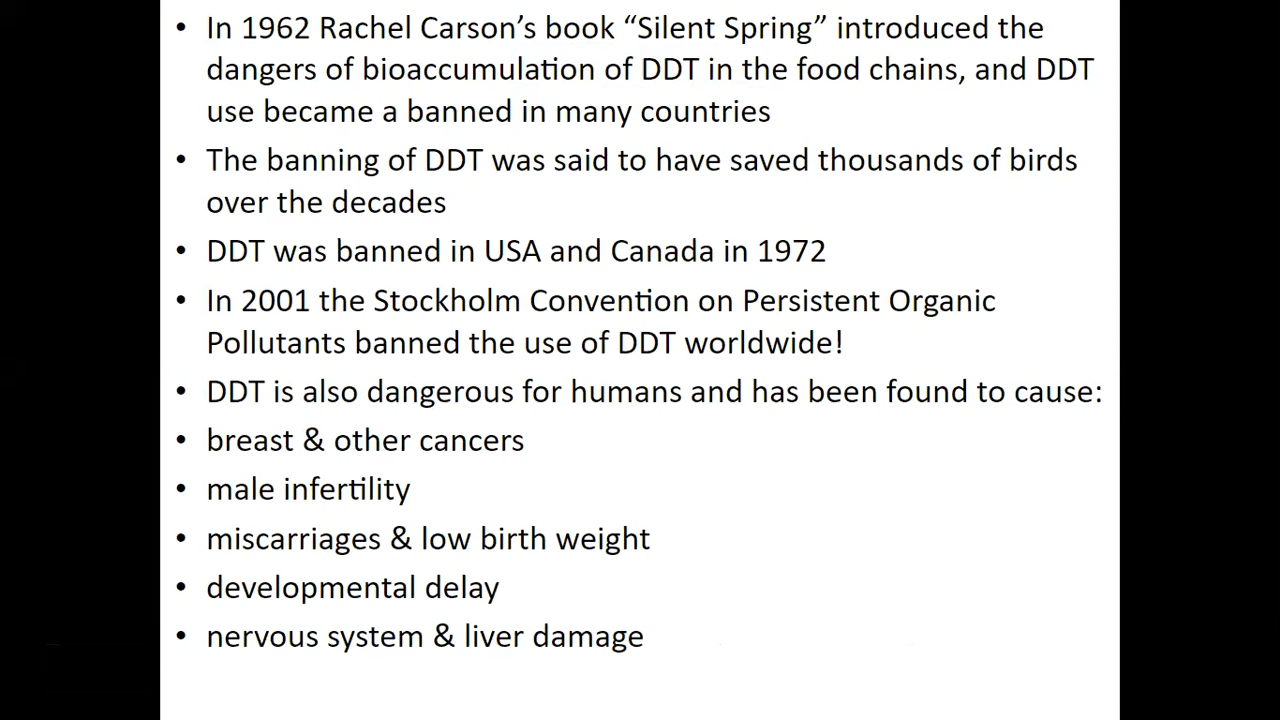 • In 1962 Rachel Carson’s book “Silent Spring” introduced the
dangers of bioaccumulation of DDT in the food chains, and DDT
use became a banned in many countries
• The banning of DDT was said to have saved thousands of birds
over the decades
• DDT was banned in USA and Canada in 1972
• In 2001 the Stockholm Convention on Persistent Organic
Pollutants banned the use of DDT worldwide!
• DDT is also dangerous for humans and has been found to cause:
• breast & other cancers
• male infertility
• miscarriages & low birth weight
• developmental delay
• nervous system & liver damage